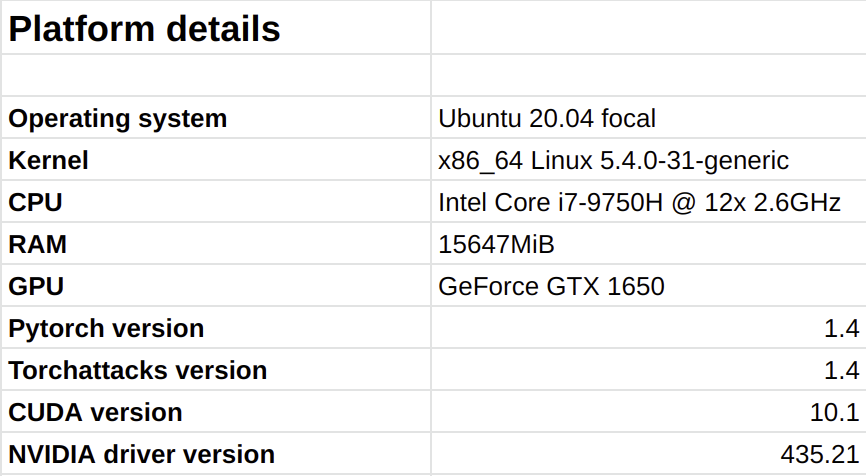 Platform details
Operating system Ubuntu 20.04 focal
Kernel x86_64 Linux 5.4.0-31-generic
CPU Intel Core i7-9750H @ 12x 2.6GHz
RAM 15647MiB
GPU GeForce GTX 1650
Pytorch version 1.4
Torchattacks version 1.4
CUDA version 10.1
NVIDIA driver version 435.21